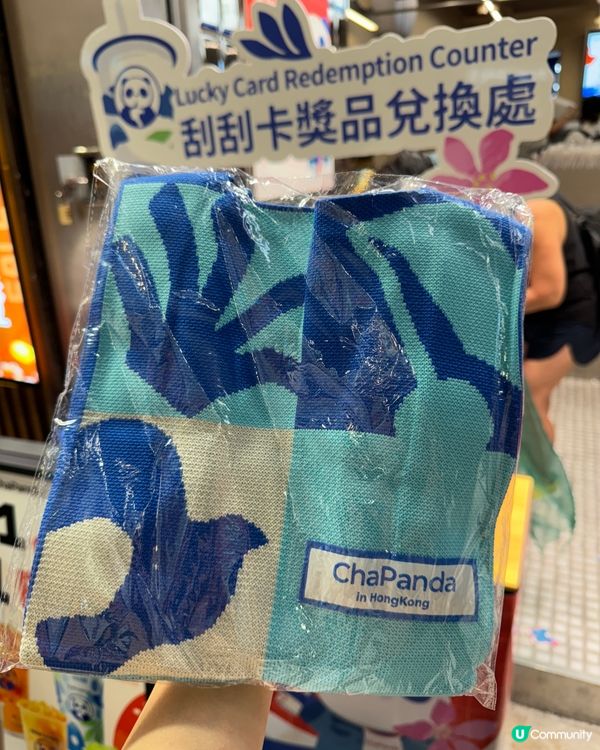 Lucky Card Redemption Counter
刮刮卡獎品兌換處
ChaPanda
in HongKong
U Community